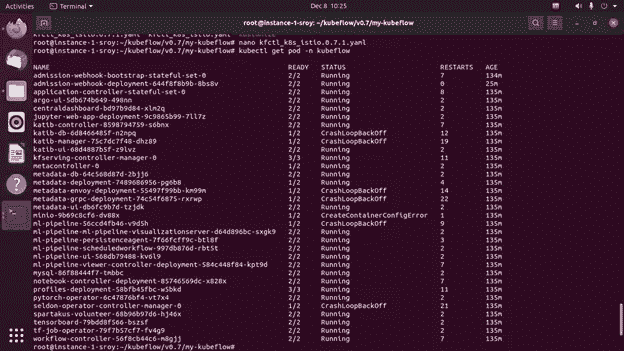 Activities Terminal Dec 8 10:25
root@instance-1-sroy: ~/kubeflow/v0.7/my-kubeflow
root@instance-1-sroy:~/kubeflow/v0.7/my-kubeflow# nano kfctl_k8s_istio.0.7.1.yaml
root@instance-1-sroy:~/kubeflow/v0.7/my-kubeflow# kubectl get pod -n kubeflow
NAME READY STATUS RESTARTS AGE
admission-webhook-bootstrap-stateful-set-0 2/2 Running 7 134m
admission-webhook-deployment-644f8f8b9b-8bs8v 2/2 Running 0 25m
application-controller-stateful-set-0 2/2 Running 8 135m
argo-ui-5db674b649-498nn 2/2 Running 2 135m
centraldashboard-bd97b9d84-xln2q 2/2 Running 2 135m
jupyter-web-app-deployment-9c9865b99-7ll7z 2/2 Running 2 135m
katib-controller-8598794759-s6bnx 2/2 Running 7 135m
katib-db-6d8466485f-n2npq 1/2 CrashLoopBackOff 12 135m
katib-manager-75c7dc7f48-dhz89 1/2 CrashLoopBackOff 19 135m
katib-ui-68d4887b5f-z9lvz 2/2 Running 2 135m
kfserving-controller-manager-0 3/3 Running 11 135m
metacontroller-0 1/2 Running 2 135m
metadata-db-64c568d87d-2bjj6 2/2 Running 2 135m
metadata-deployment-7489686956-pg6b8 1/2 Running 4 135m
metadata-envoy-deployment-55497f99bb-km99m 1/2 CrashLoopBackOff 14 135m
metadata-grpc-deployment-74c54f6875-rxrwp 1/2 CrashLoopBackOff 22 135m
metadata-ui-db6fc9b7d-tzjdk 2/2 Running 2 135m
minio-9b69c8cf6-dv88x 1/2 CreateContainerConfigError 1 135m
ml-pipeline-56ccd4fb46-v9d5h 1/2 CrashLoopBackOff 9 135m
ml-pipeline-ml-pipeline-visualizationserver-d64d896bc-sxgk9 2/2 Running 2 135m
ml-pipeline-persistenceagent-7f66fcff9c-btl8f 2/2 Running 3 135m
ml-pipeline-scheduledworkflow-997db876d-rbt5t 2/2 Running 2 135m
ml-pipeline-ui-568db79488-kv6l9 2/2 Running 2 135m
ml-pipeline-viewer-controller-deployment-584c448f84-kpt9d 2/2 Running 7 135m
mysql-86f88444f7-tmbbc 2/2 Running 2 135m
notebook-controller-deployment-85746569dc-x828x 2/2 Running 7 135m
profiles-deployment-58bfb45fbc-w5bkd 3/3 Running 11 135m
pytorch-operator-6c47876bf4-vt7x4 2/2 Running 2 135m
seldon-operator-controller-manager-0 1/2 CrashLoopBackOff 21 135m
spartakus-volunteer-68b96b97d6-hj46x 2/2 Running 2 135m
tensorboard-79bdd8f566-bszsf 2/2 Running 2 135m
tf-job-operator-79f7b57cf7-fv4g9 2/2 Running 2 135m
workflow-controller-56f8cb44c6-m8gjj 2/2 Running 7 135m
root@instance-1-sroy:~/kubeflow/v0.7/my-kubeflow#